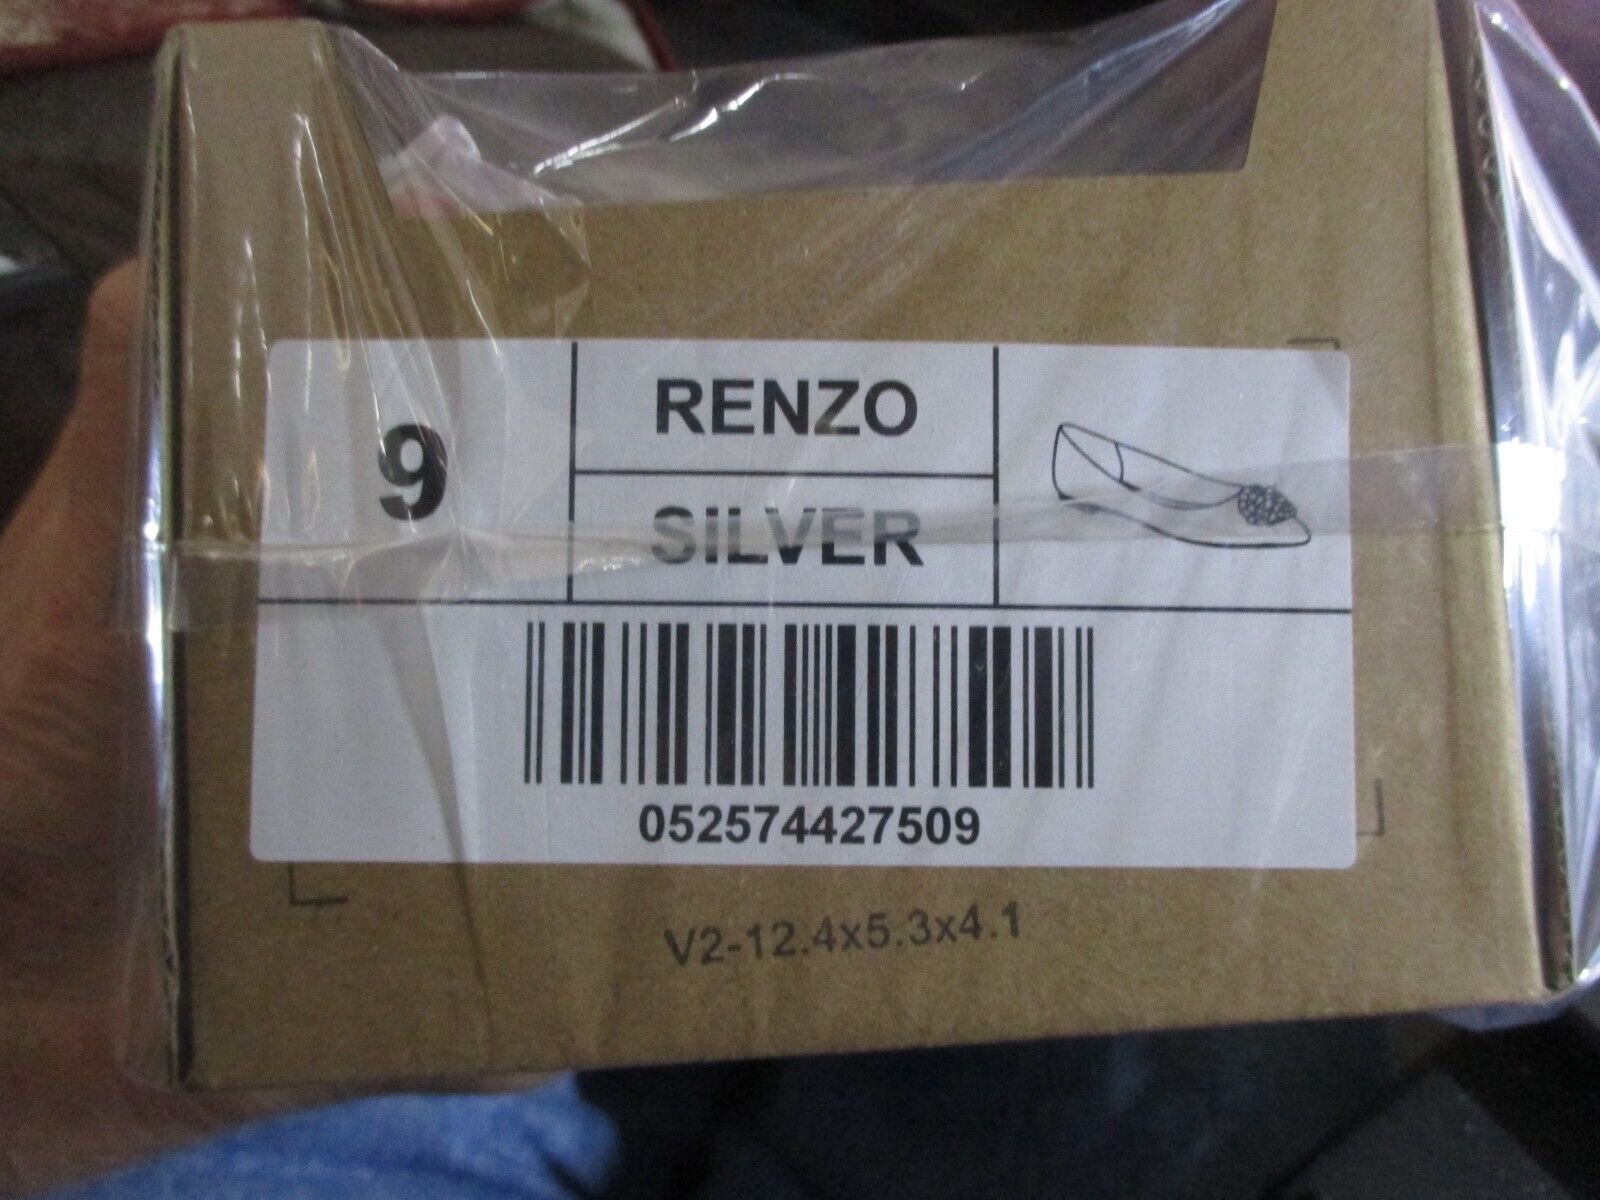 9
RENZO
SILVER
052574427509
V2-12.4x5.3x4.1